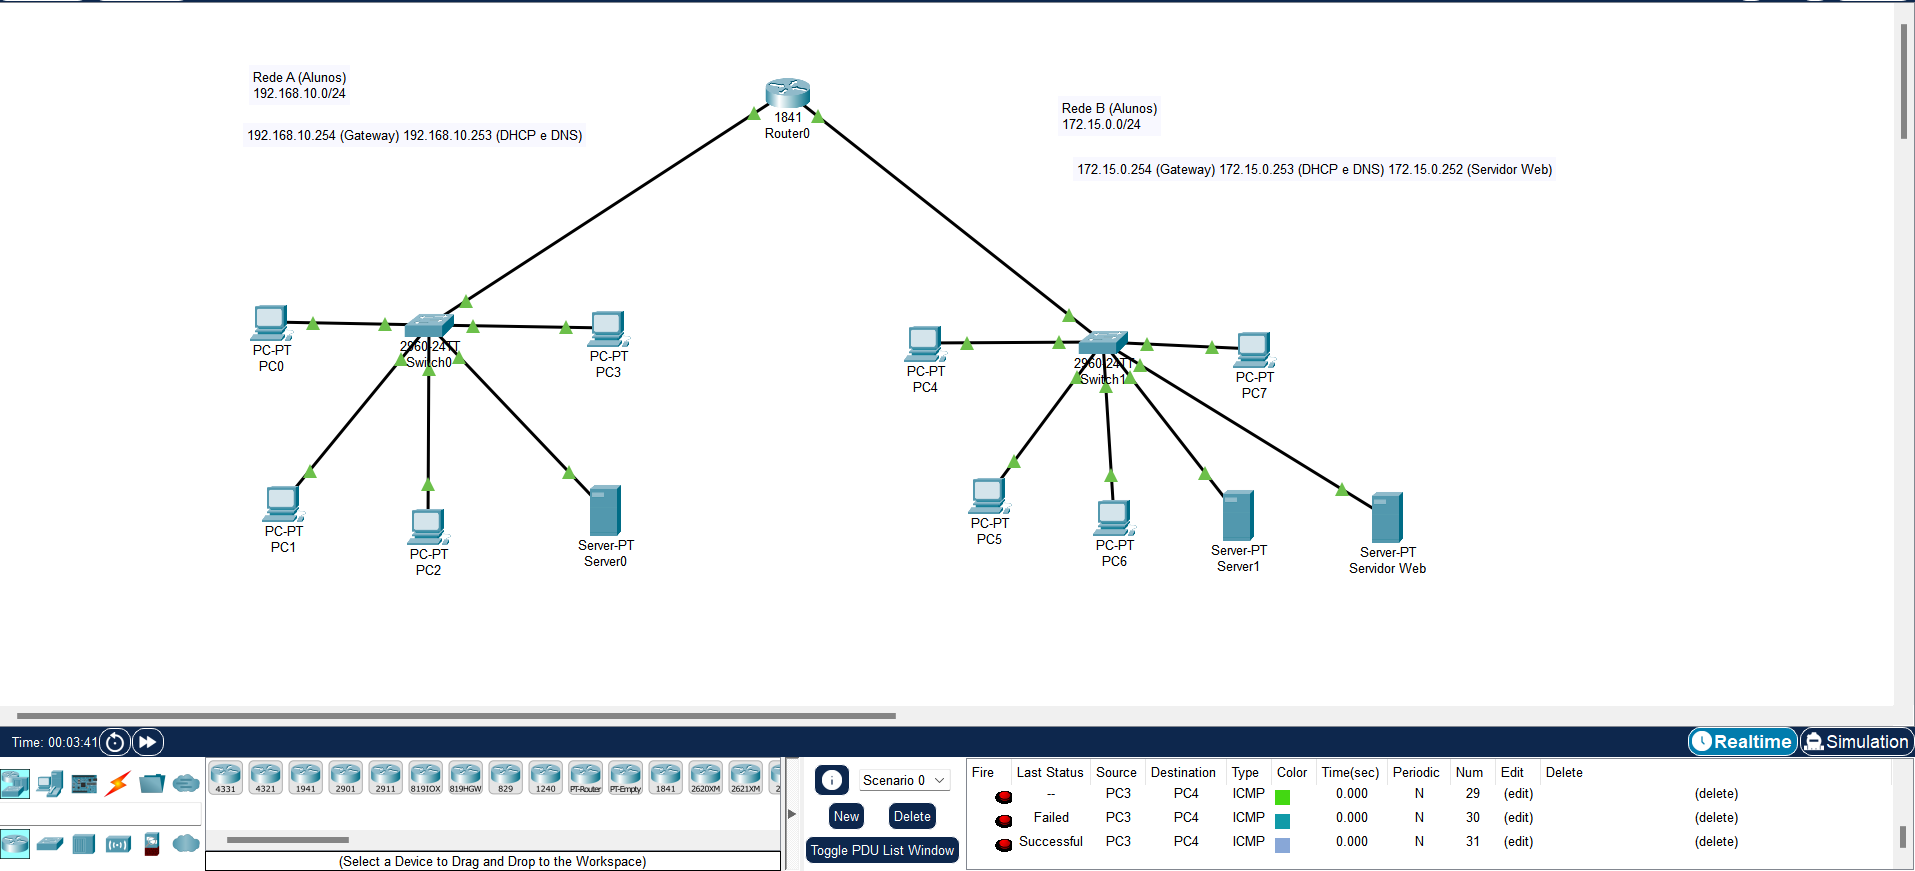 Rede A (Alunos)
192.168.10.0/24
192.168.10.254 (Gateway) 192.168.10.253 (DHCP e DNS)
1841
Router0
Rede B (Alunos)
172.15.0.0/24
172.15.0.254 (Gateway) 172.15.0.253 (DHCP e DNS) 172.15.0.252 (Servidor Web)
PC-PT
PC0
2960-24TT
Switch0
PC-PT
PC3
PC-PT
PC4
2960-24TT
Switch1
PC-PT
PC7
PC-PT
PC1
PC-PT
PC2
Server-PT
Server0
PC-PT
PC5
PC-PT
PC6
Server-PT
Server1
Server-PT
Servidor Web
Time: 00:03:41
Realtime
Simulation
4331 4321 1941 2901 2911 819IOX 819HGW 829 1240 PT-Router PT-Empty 1841 2620XM 2621XM 2
(Select a Device to Drag and Drop to the Workspace)
Scenario 0
New Delete
Toggle PDU List Window
Fire Last Status Source Destination Type Color Time(sec) Periodic Num Edit Delete
-- PC3 PC4 ICMP 0.000 N 29 (edit) (delete)
Failed PC3 PC4 ICMP 0.000 N 30 (edit) (delete)
Successful PC3 PC4 ICMP 0.000 N 31 (edit) (delete)